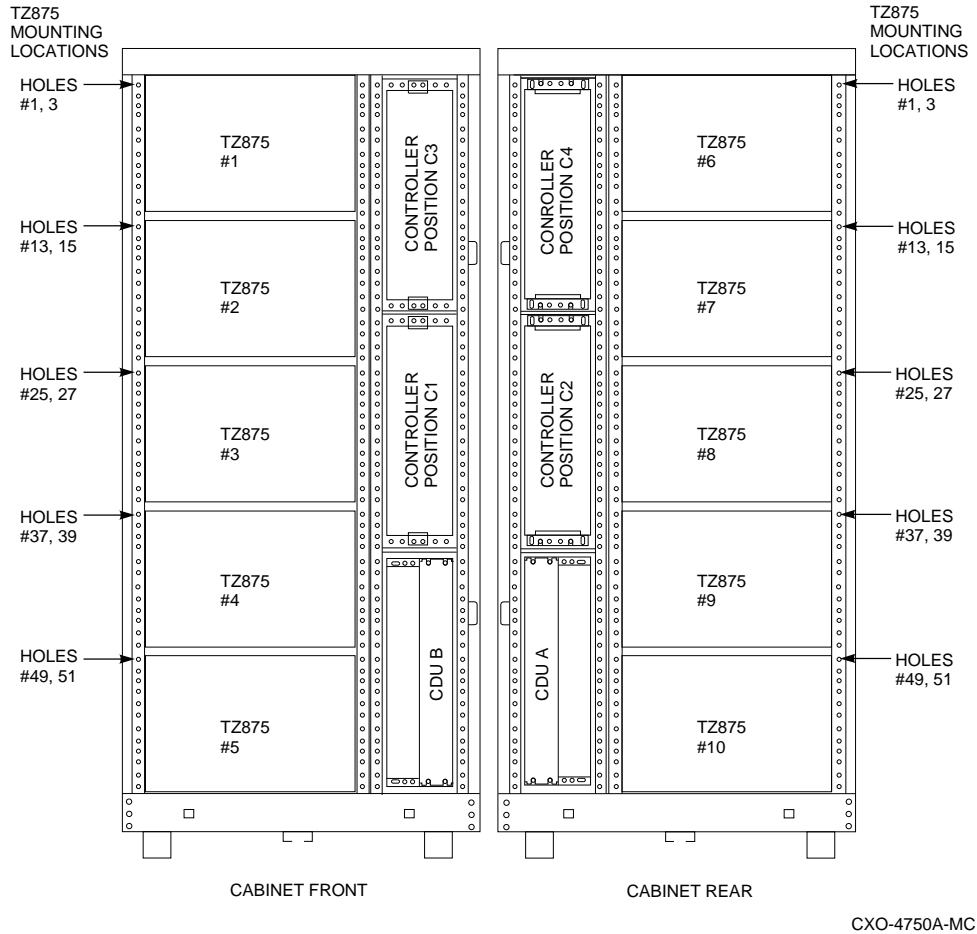 TZ875
MOUNTING
LOCATIONS
HOLES
#1, 3
HOLES
#13, 15
HOLES
#25, 27
HOLES
#37, 39
HOLES
#49, 51
TZ875
#1
TZ875
#2
TZ875
#3
TZ875
#4
TZ875
#5
CONTROLLER
POSITION C3
CONTROLLER
POSITION C1
CDU B
CONROLLER
POSITION C4
CONTROLLER
POSITION C2
CDU A
TZ875
#6
TZ875
#7
TZ875
#8
TZ875
#9
TZ875
#10
TZ875
MOUNTING
LOCATIONS
HOLES
#1, 3
HOLES
#13, 15
HOLES
#25, 27
HOLES
#37, 39
HOLES
#49, 51
CABINET FRONT
CABINET REAR
CXO-4750A-MC